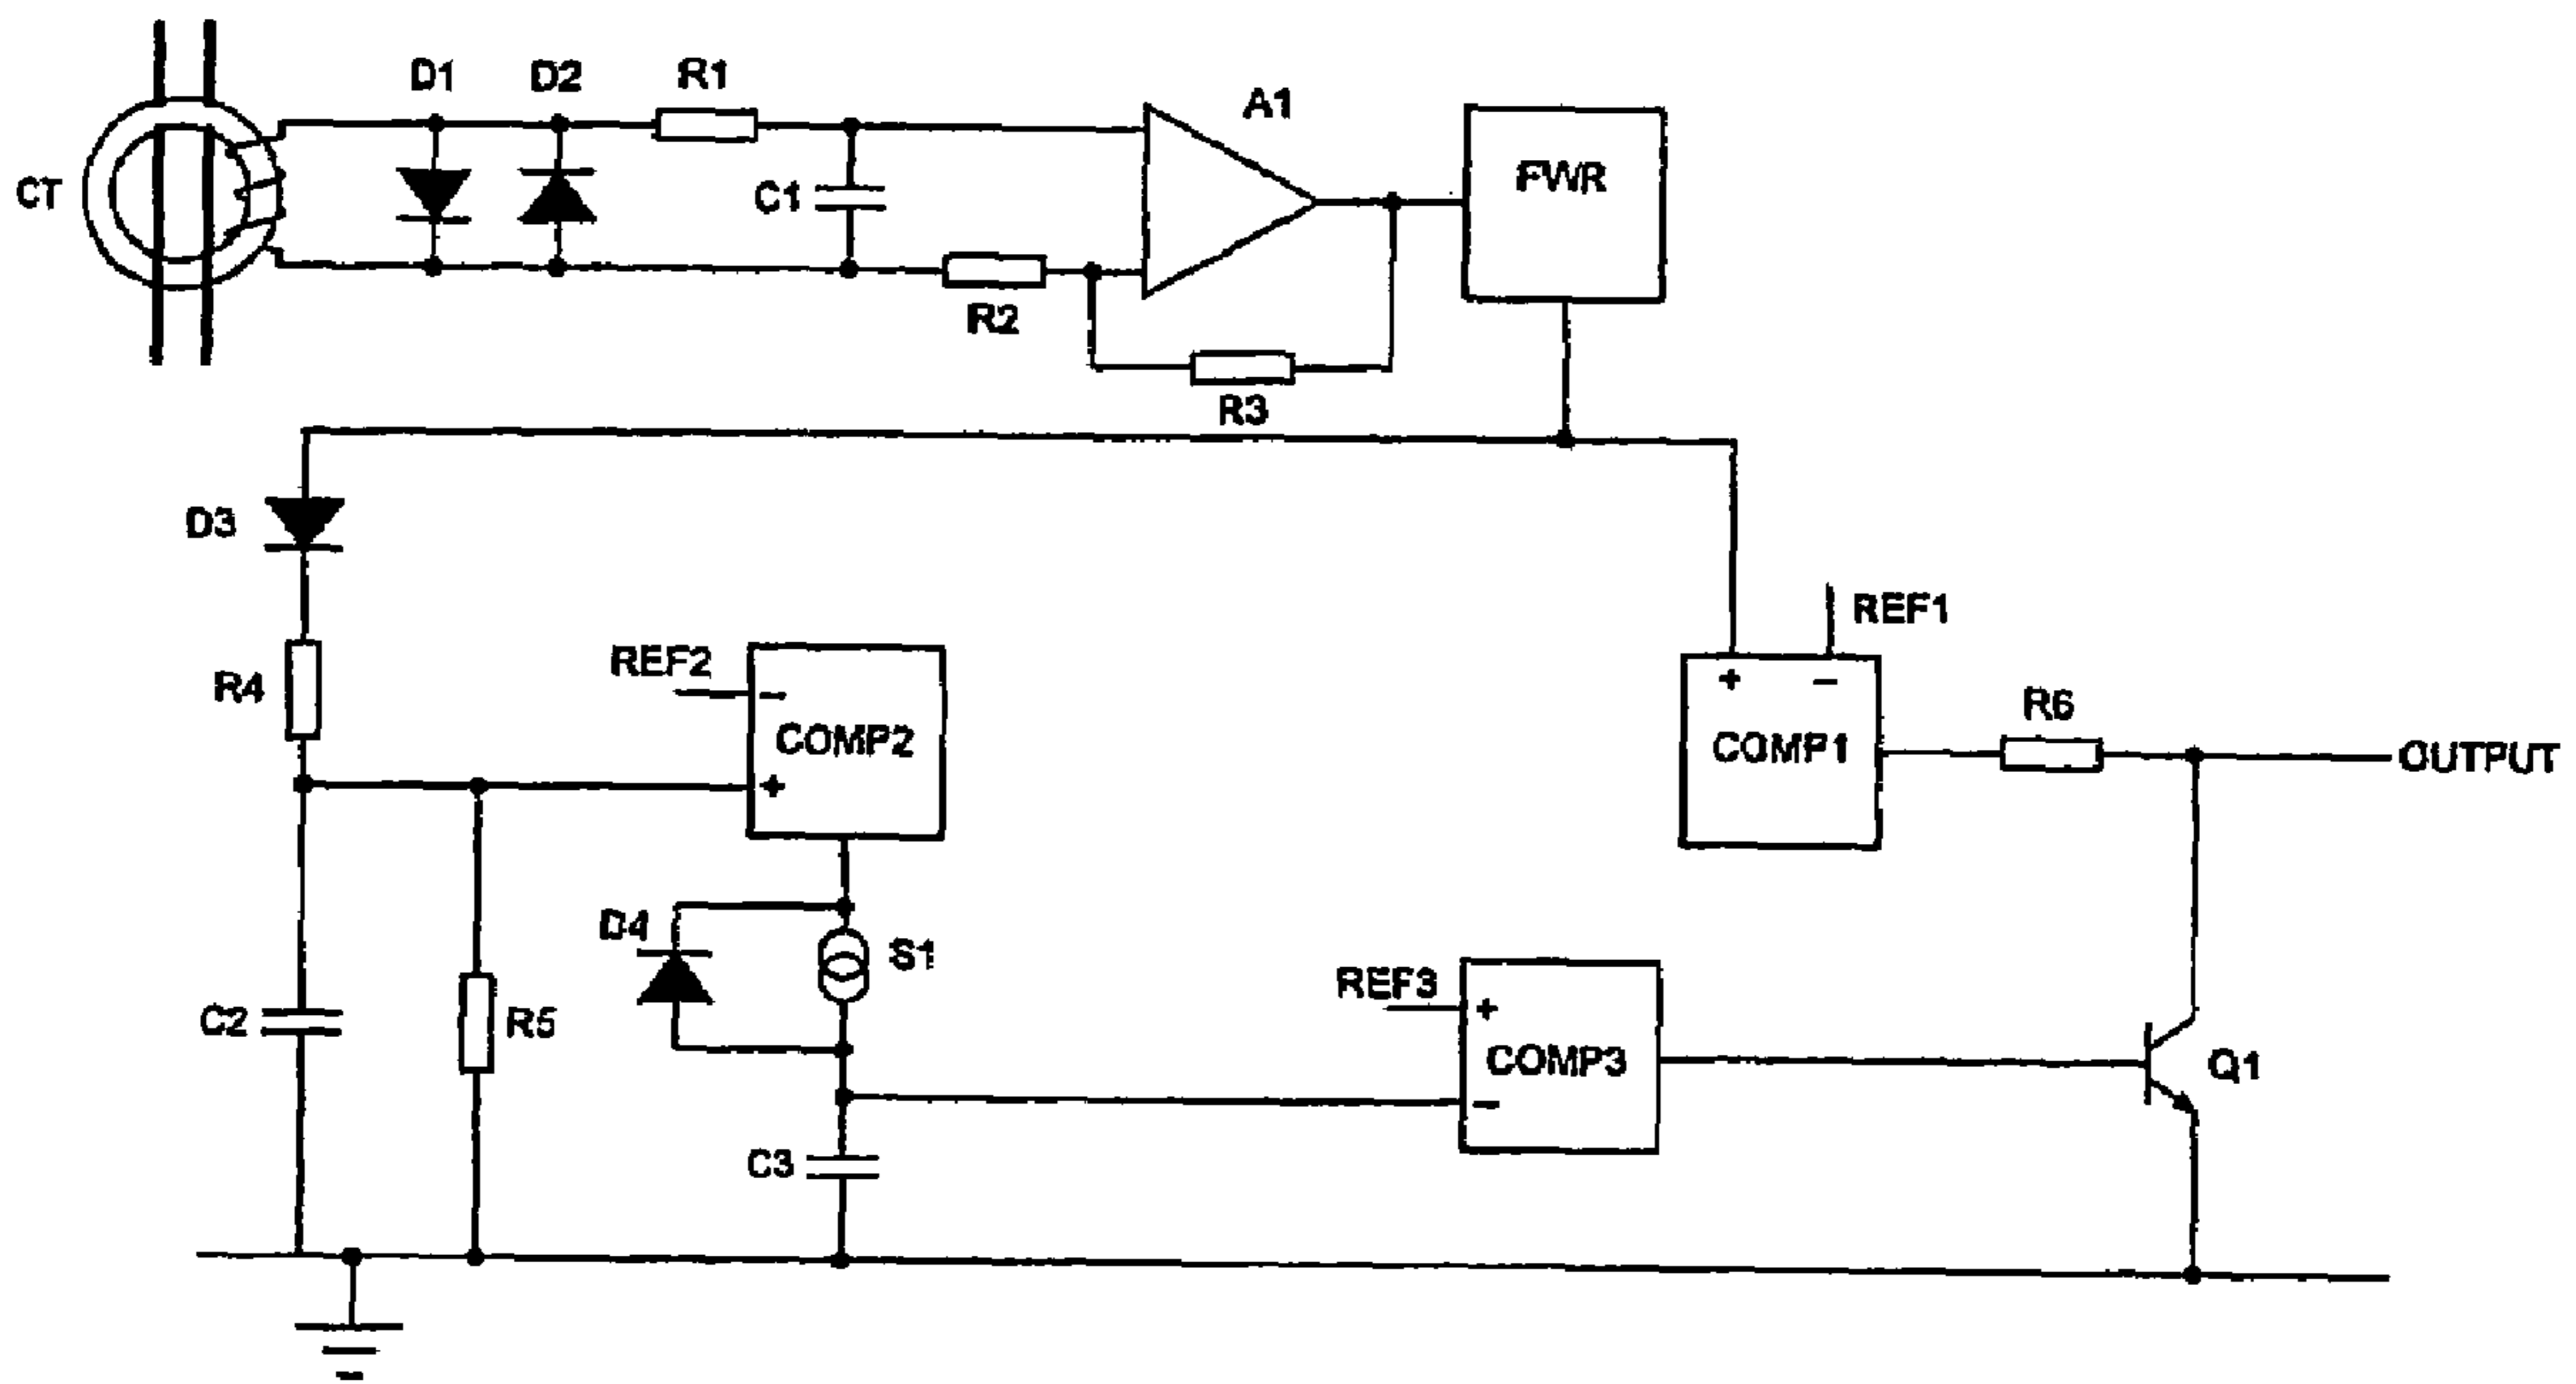 D1 D2 R1 A1
CT C1 FWR
R2
R3
D3
REF1
REF2 - + -
R4 COMP2 R6
+ COMP1 OUTPUT
D4 S1
C2 R5 REF3 +
COMP3 Q1
-
C3